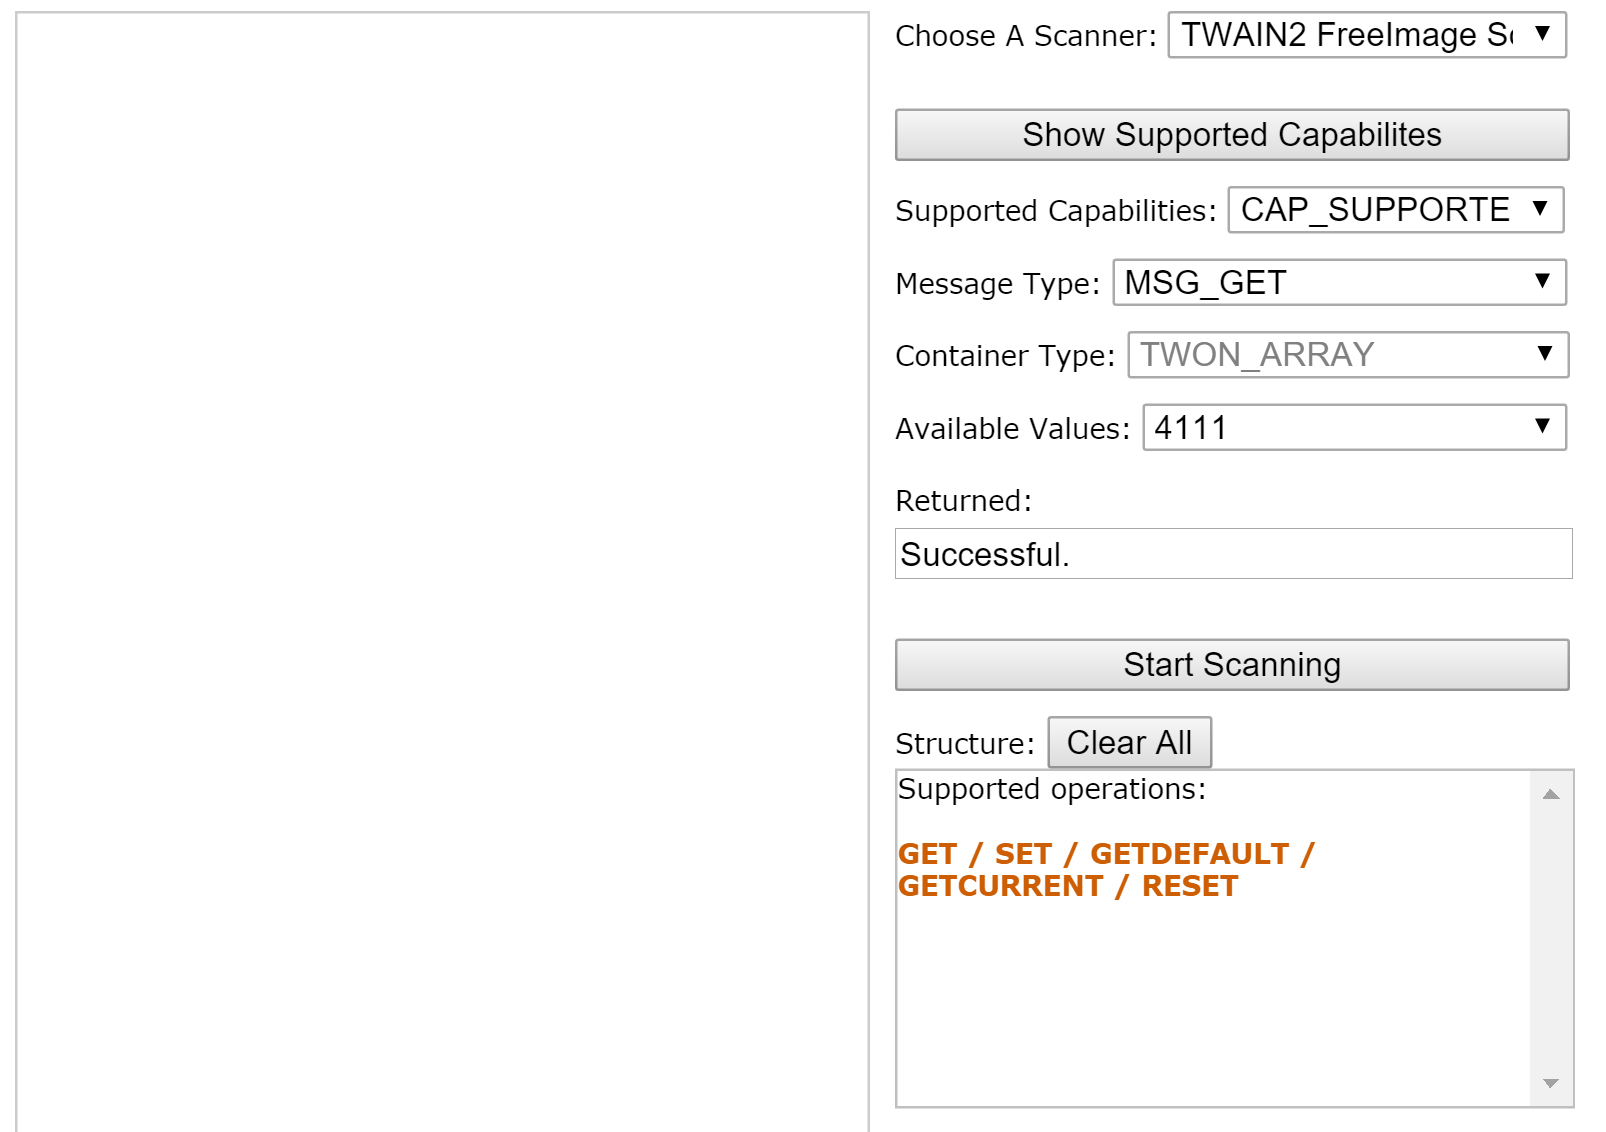 Choose A Scanner: TWAIN2 FreeImage
Show Supported Capabilites
Supported Capabilities: CAP_SUPPORTE
Message Type: MSG_GET
Container Type: TWON_ARRAY
Available Values: 4111
Returned:
Successful.
Start Scanning
Structure: Clear All
Supported operations:
GET / SET / GETDEFAULT /
GETCURRENT / RESET